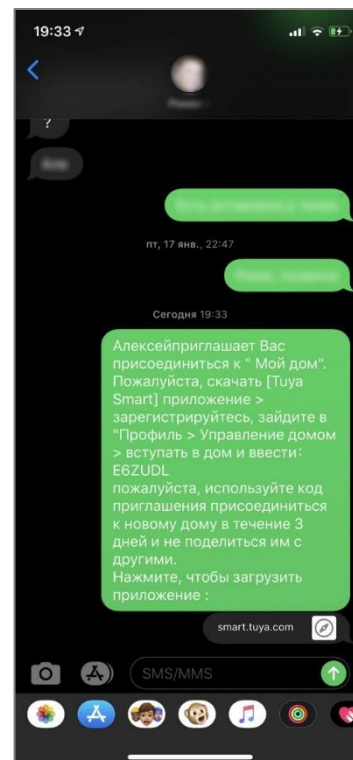 19:33
?
пт, 17 янв., 22:47
Сегодня 19:33
Алексейприглашает Вас
присоединиться к " Мой дом".
Пожалуйста, скачать [Tuya
Smart] приложение >
зарегистрируйтесь, зайдите в
"Профиль > Управление домом
> вступать в дом и ввести：
E6ZUDL
пожалуйста, используйте код
приглашения присоединиться
к новому дому в течение 3
дней и не поделиться им с
другими.
Нажмите, чтобы загрузить
приложение :
smart.tuya.com
SMS/MMS